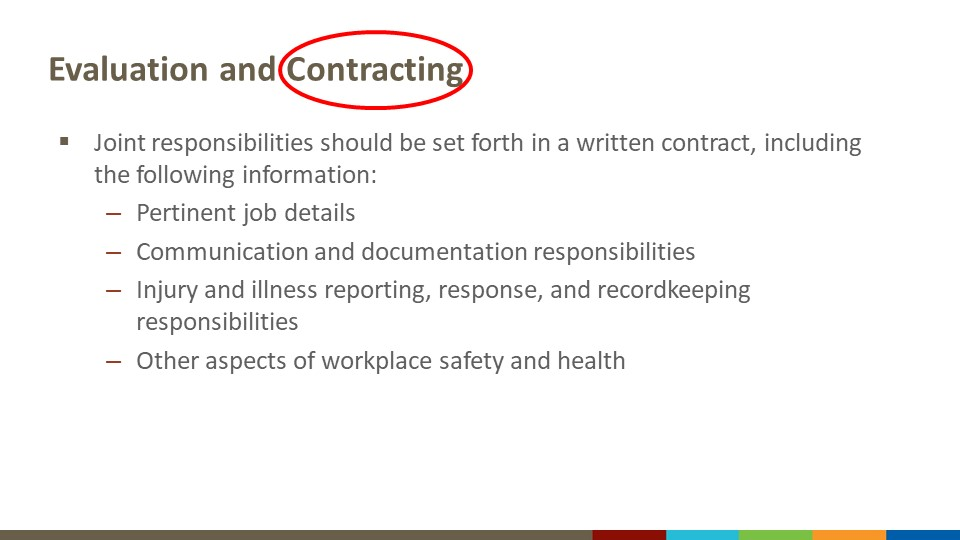 Evaluation and Contracting
▪ Joint responsibilities should be set forth in a written contract, including
the following information:
– Pertinent job details
– Communication and documentation responsibilities
– Injury and illness reporting, response, and recordkeeping
responsibilities
– Other aspects of workplace safety and health